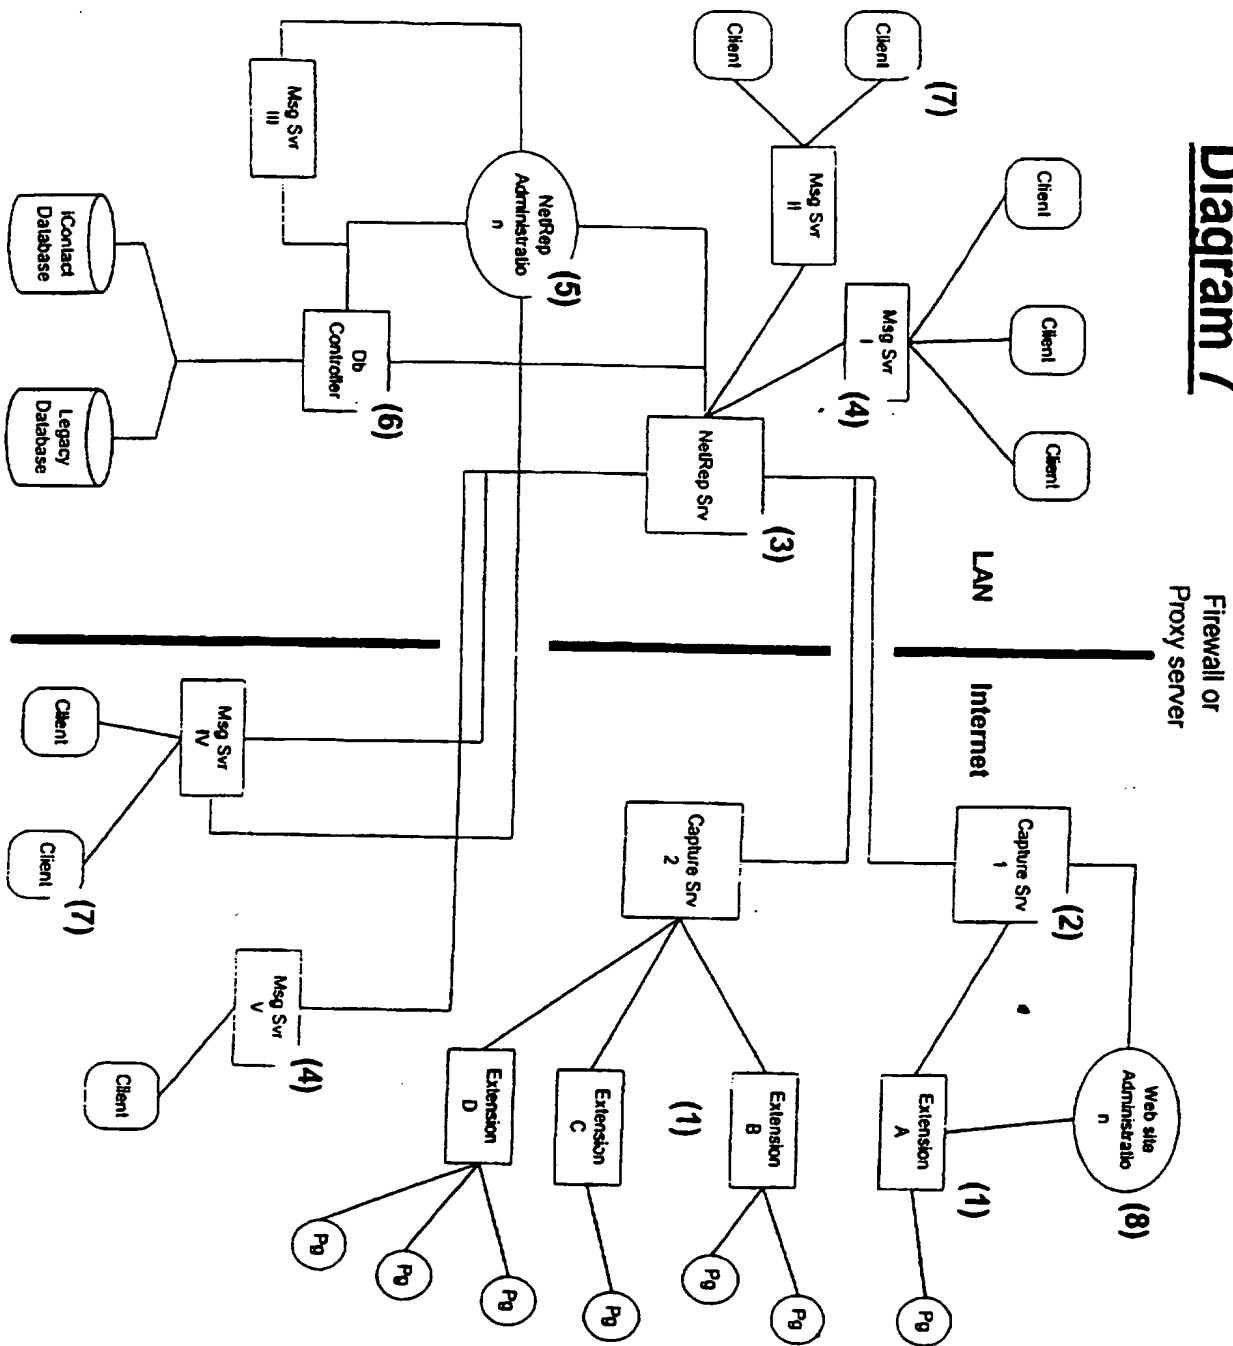 Diagram 7
Firewall or
Proxy server
LAN
Internet
Client
Client
Client
(7)
Client
Client
Msg Svr
I
(4)
Msg Svr
II
NetRep Srv
(3)
NetRep
Administratio
n
(5)
Msg Svr
III
Db
Controller
(6)
iContact
Database
Legacy
Database
Web site
Administratio
n
(8)
Capture Srv
1
(2)
Extension
A
(1)
Pg
Capture Srv
2
Extension
B
(1)
Pg
Pg
Extension
C
Pg
Extension
D
Pg
Pg
Pg
Msg Svr
IV
Client
Client
(7)
Msg Svr
V
(4)
Client